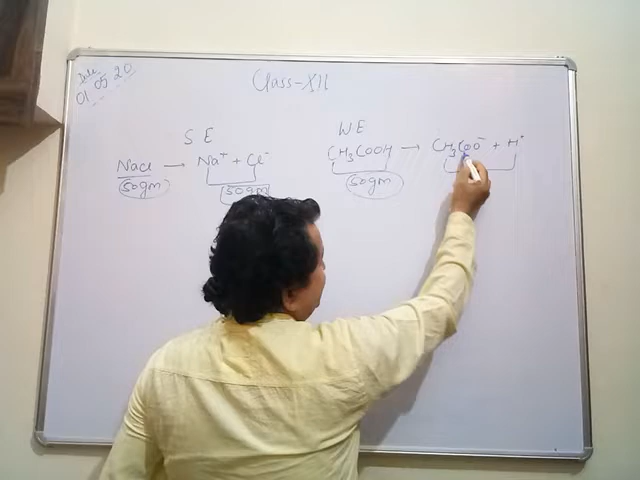 Date
01 05 20
Class-XII
S E
NaCl → Na⁺ + Cl⁻
50gm
50gm
W E
CH₃COOH → CH₃COO⁻ + H⁺
50gm